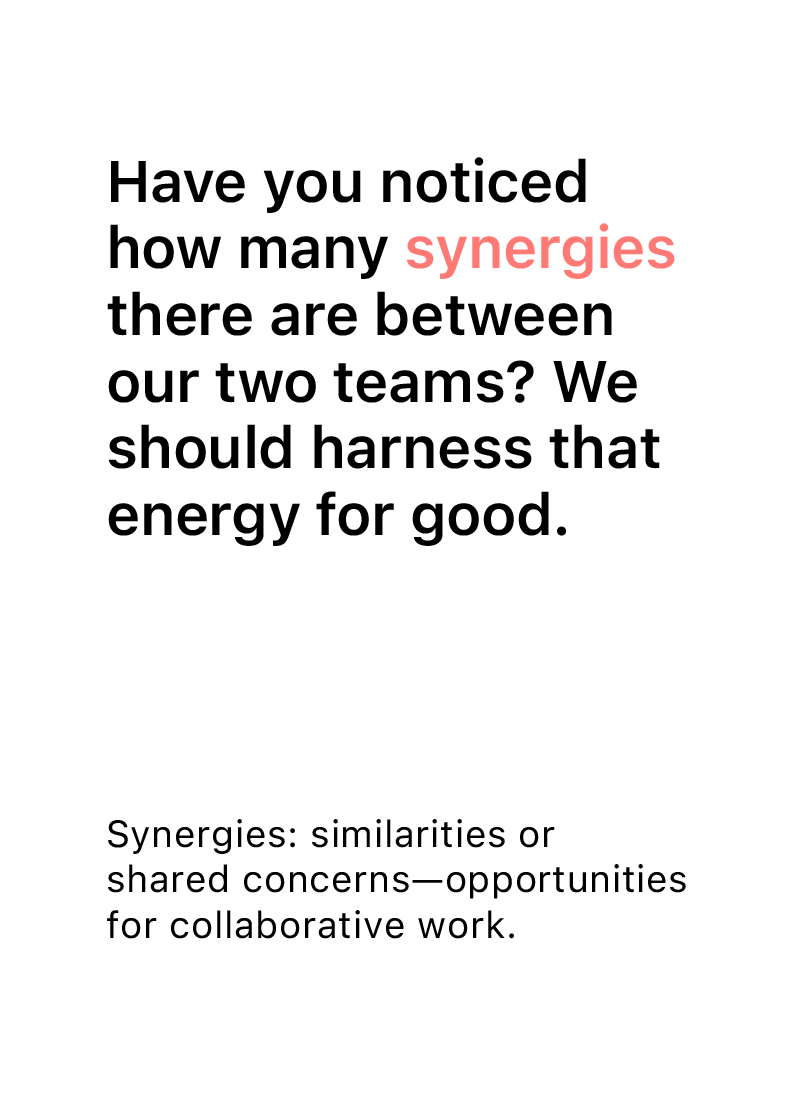 Have you noticed
how many synergies
there are between
our two teams? We
should harness that
energy for good.
Synergies: similarities or
shared concerns—opportunities
for collaborative work.